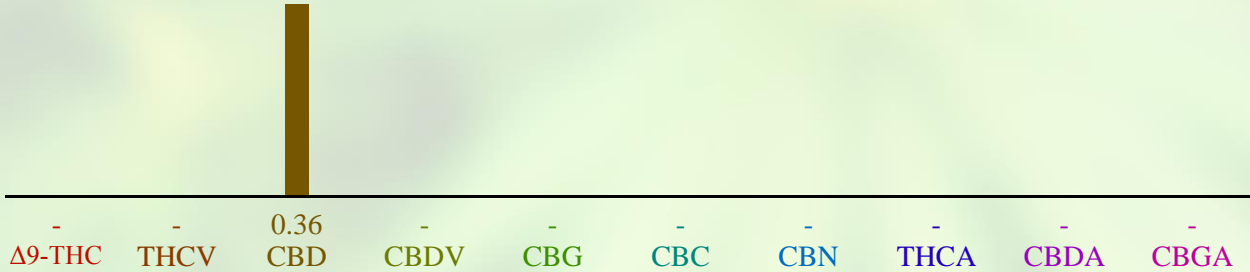 - - 0.36 - - - - - - -
Δ9-THC THCV CBD CBDV CBG CBC CBN THCA CBDA CBGA